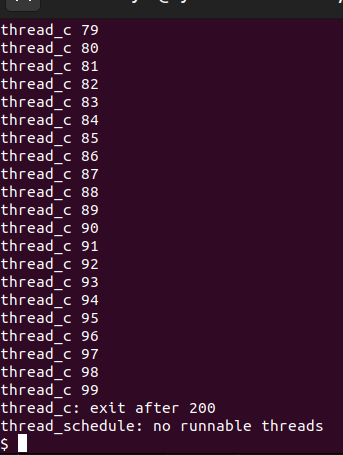 thread_c 79
thread_c 80
thread_c 81
thread_c 82
thread_c 83
thread_c 84
thread_c 85
thread_c 86
thread_c 87
thread_c 88
thread_c 89
thread_c 90
thread_c 91
thread_c 92
thread_c 93
thread_c 94
thread_c 95
thread_c 96
thread_c 97
thread_c 98
thread_c 99
thread_c: exit after 200
thread_schedule: no runnable threads
$